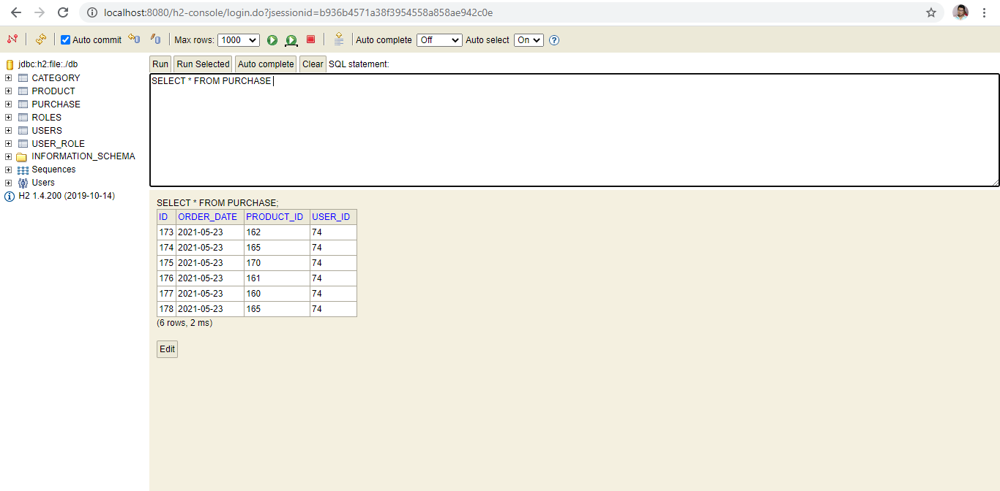 localhost:8080/h2-console/login.do?jsessionid=b936b4571a38f3954558a858ae942c0e
Auto commit Max rows: 1000 Auto complete Off Auto select On ?
jdbc:h2:file:./db
CATEGORY
PRODUCT
PURCHASE
ROLES
USERS
USER_ROLE
INFORMATION_SCHEMA
Sequences
Users
H2 1.4.200 (2019-10-14)
Run Run Selected Auto complete Clear SQL statement:
SELECT * FROM PURCHASE
SELECT * FROM PURCHASE;
ID ORDER_DATE PRODUCT_ID USER_ID
173 2021-05-23 162 74
174 2021-05-23 165 74
175 2021-05-23 170 74
176 2021-05-23 161 74
177 2021-05-23 160 74
178 2021-05-23 165 74
(6 rows, 2 ms)
Edit